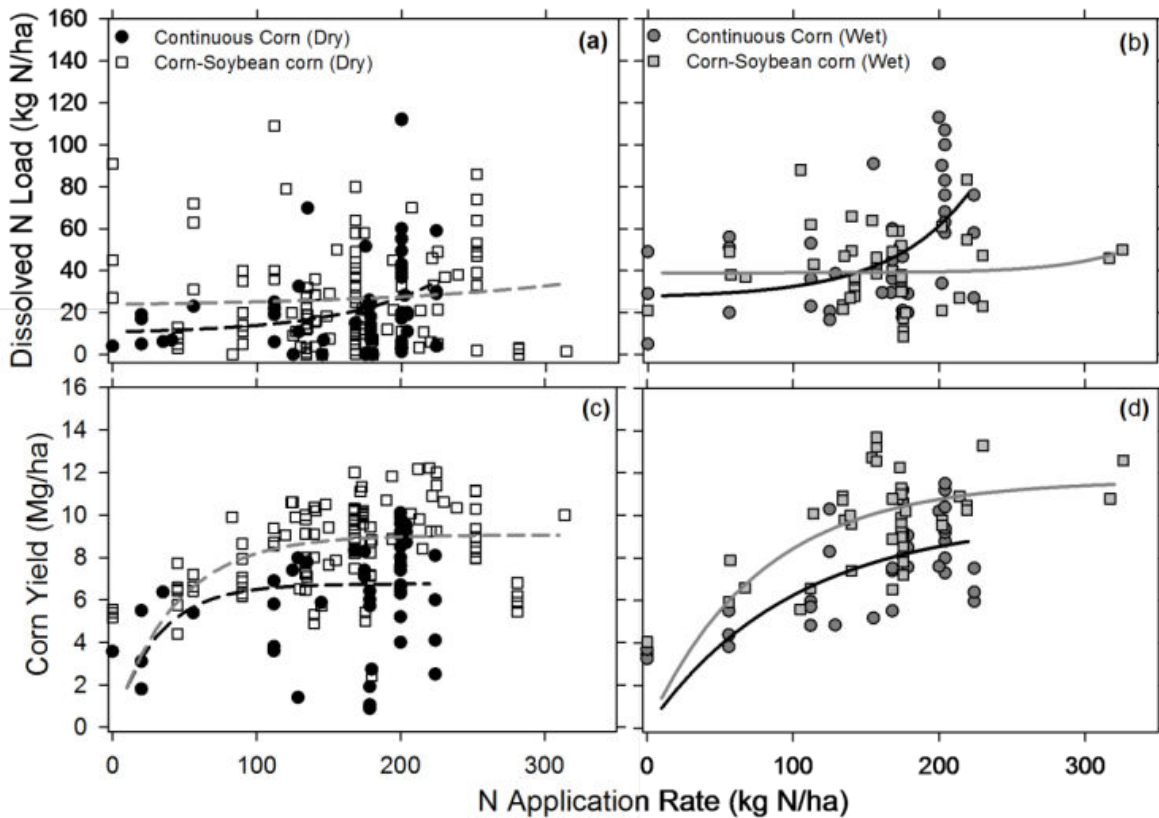 Dissolved N Load (kg N/ha)
160
140
120
100
80
60
40
20
0
Continuous Corn (Dry)
Corn-Soybean corn (Dry)
(a)
Continuous Corn (Wet)
Corn-Soybean corn (Wet)
(b)
Corn Yield (Mg/ha)
16
14
12
10
8
6
4
2
0
(c)
(d)
0 100 200 300
0 100 200 300
N Application Rate (kg N/ha)